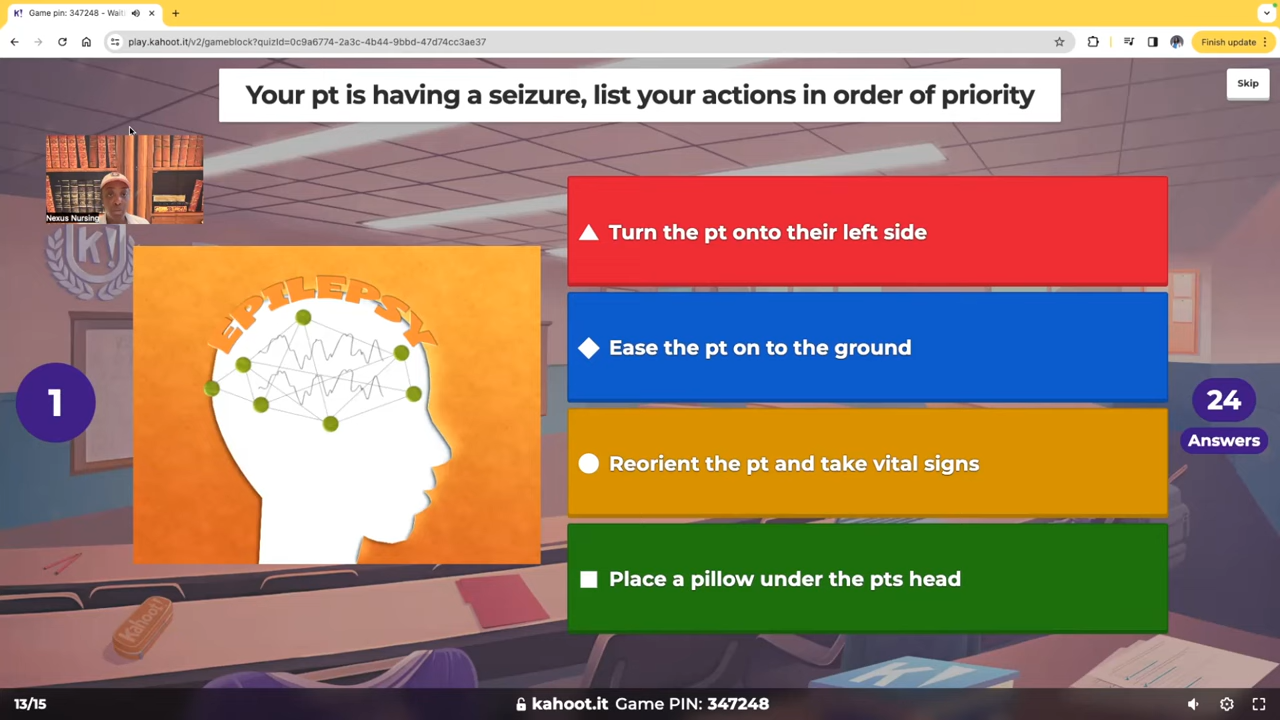 Game pin: 347248 - Wait
Finish update
play.kahoot.it/v2/gameblock?quizId=0c9a6774-2a3c-4b44-9bbd-47d74cc3ae37
Your pt is having a seizure, list your actions in order of priority
Skip
Nexus Nursing
EPILEPSY
Turn the pt onto their left side
Ease the pt on to the ground
Reorient the pt and take vital signs
Place a pillow under the pts head
1
24
Answers
K!
Kahoot!
K!
13/15
kahoot.it Game PIN: 347248